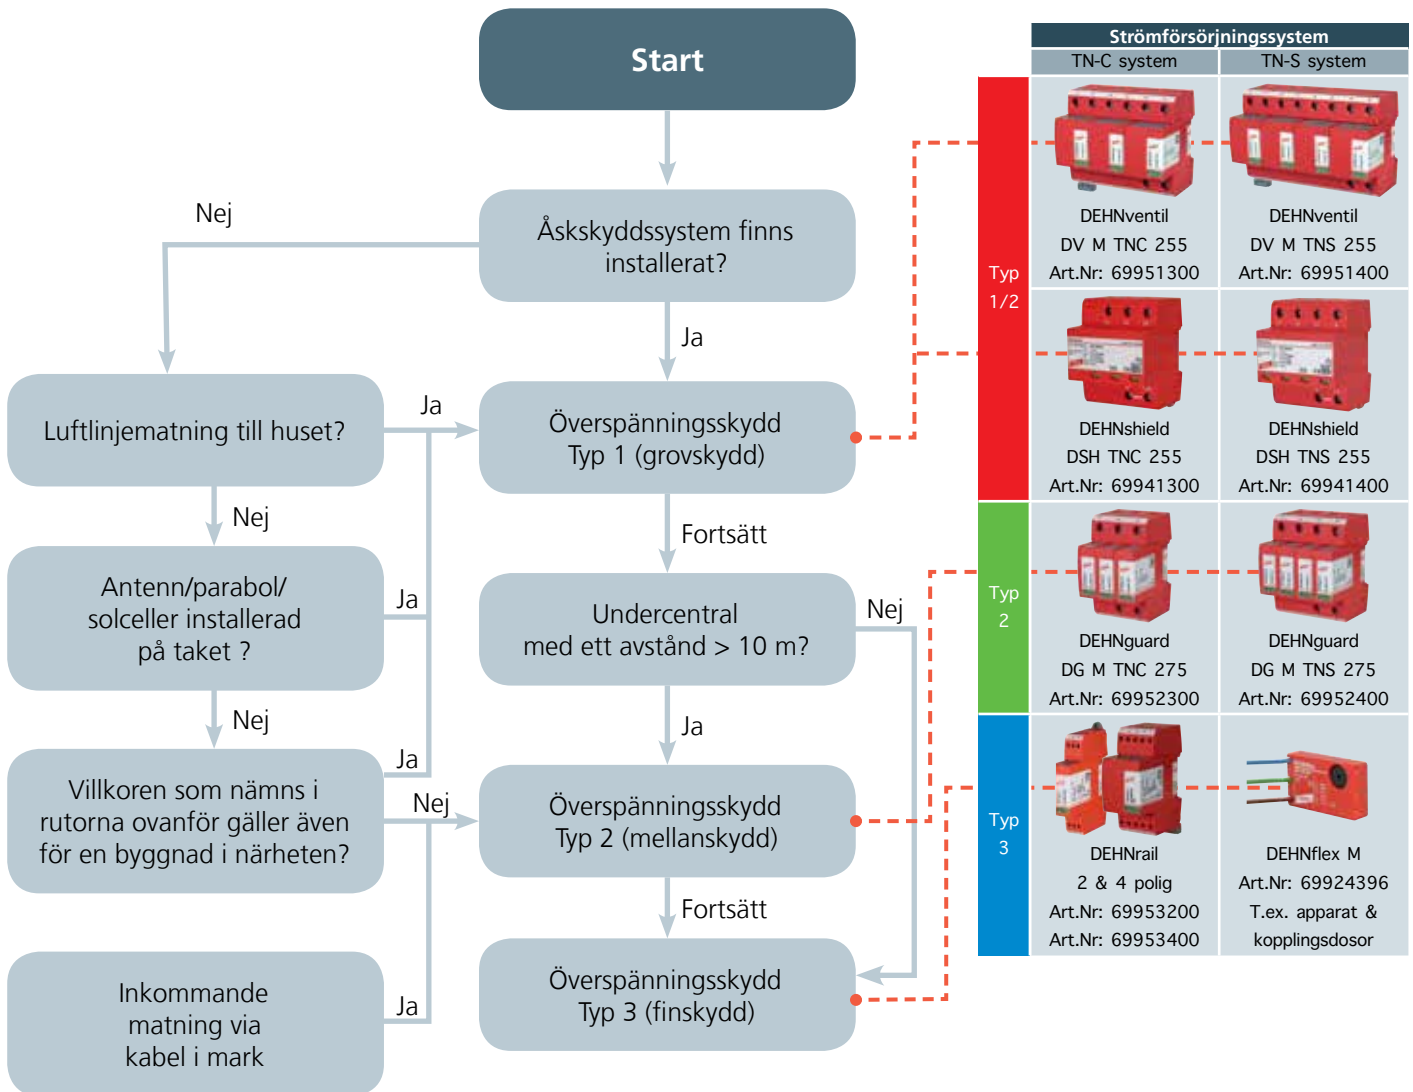 Start
Nej
Åskskyddssystem finns
installerat?
Ja
Luftlinjematning till huset?
Ja
Överspänningsskydd
Typ 1 (grovskydd)
Nej
Fortsätt
Antenn/parabol/
solceller installerad
på taket ?
Ja
Undercentral
med ett avstånd > 10 m?
Nej
Nej
Ja
Villkoren som nämns i
rutorna ovanför gäller även
för en byggnad i närheten?
Ja
Nej
Överspänningsskydd
Typ 2 (mellanskydd)
Fortsätt
Inkommande
matning via
kabel i mark
Ja
Överspänningsskydd
Typ 3 (finskydd)
Strömförsörjningssystem
TN-C system
TN-S system
Typ
1/2
DEHNventil
DV M TNC 255
Art.Nr: 69951300
DEHNventil
DV M TNS 255
Art.Nr: 69951400
DEHNshield
DSH TNC 255
Art.Nr: 69941300
DEHNshield
DSH TNS 255
Art.Nr: 69941400
Typ
2
DEHNguard
DG M TNC 275
Art.Nr: 69952300
DEHNguard
DG M TNS 275
Art.Nr: 69952400
Typ
3
DEHNrail
2 & 4 polig
Art.Nr: 69953200
Art.Nr: 69953400
DEHNflex M
Art.Nr: 69924396
T.ex. apparat &
kopplingsdosor